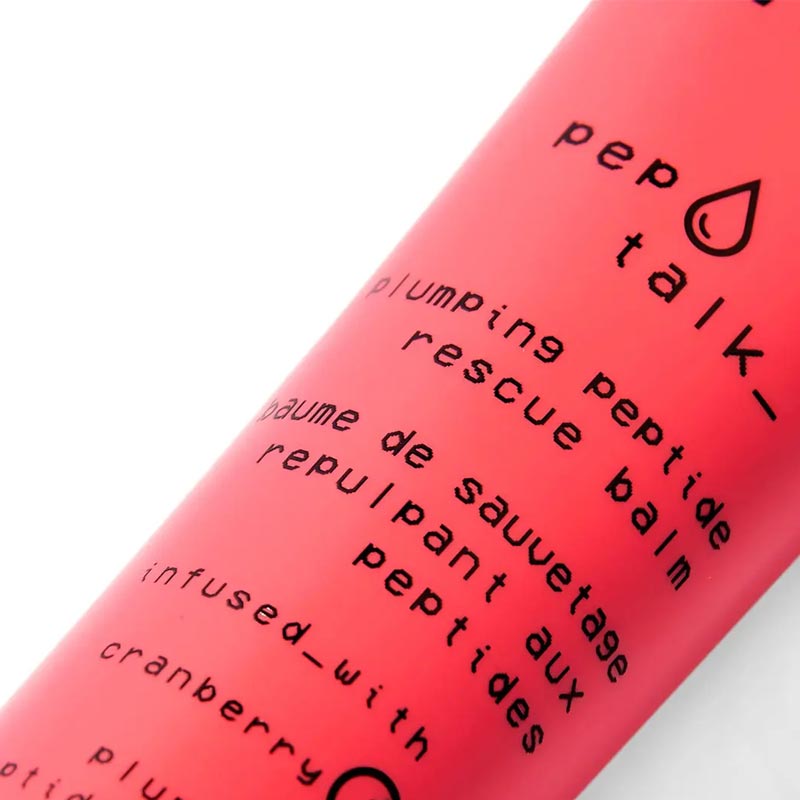 pep
talk_
plumping peptide
rescue balm
baume de sauvetage
repulpant aux
peptides
infused_with
cranberry